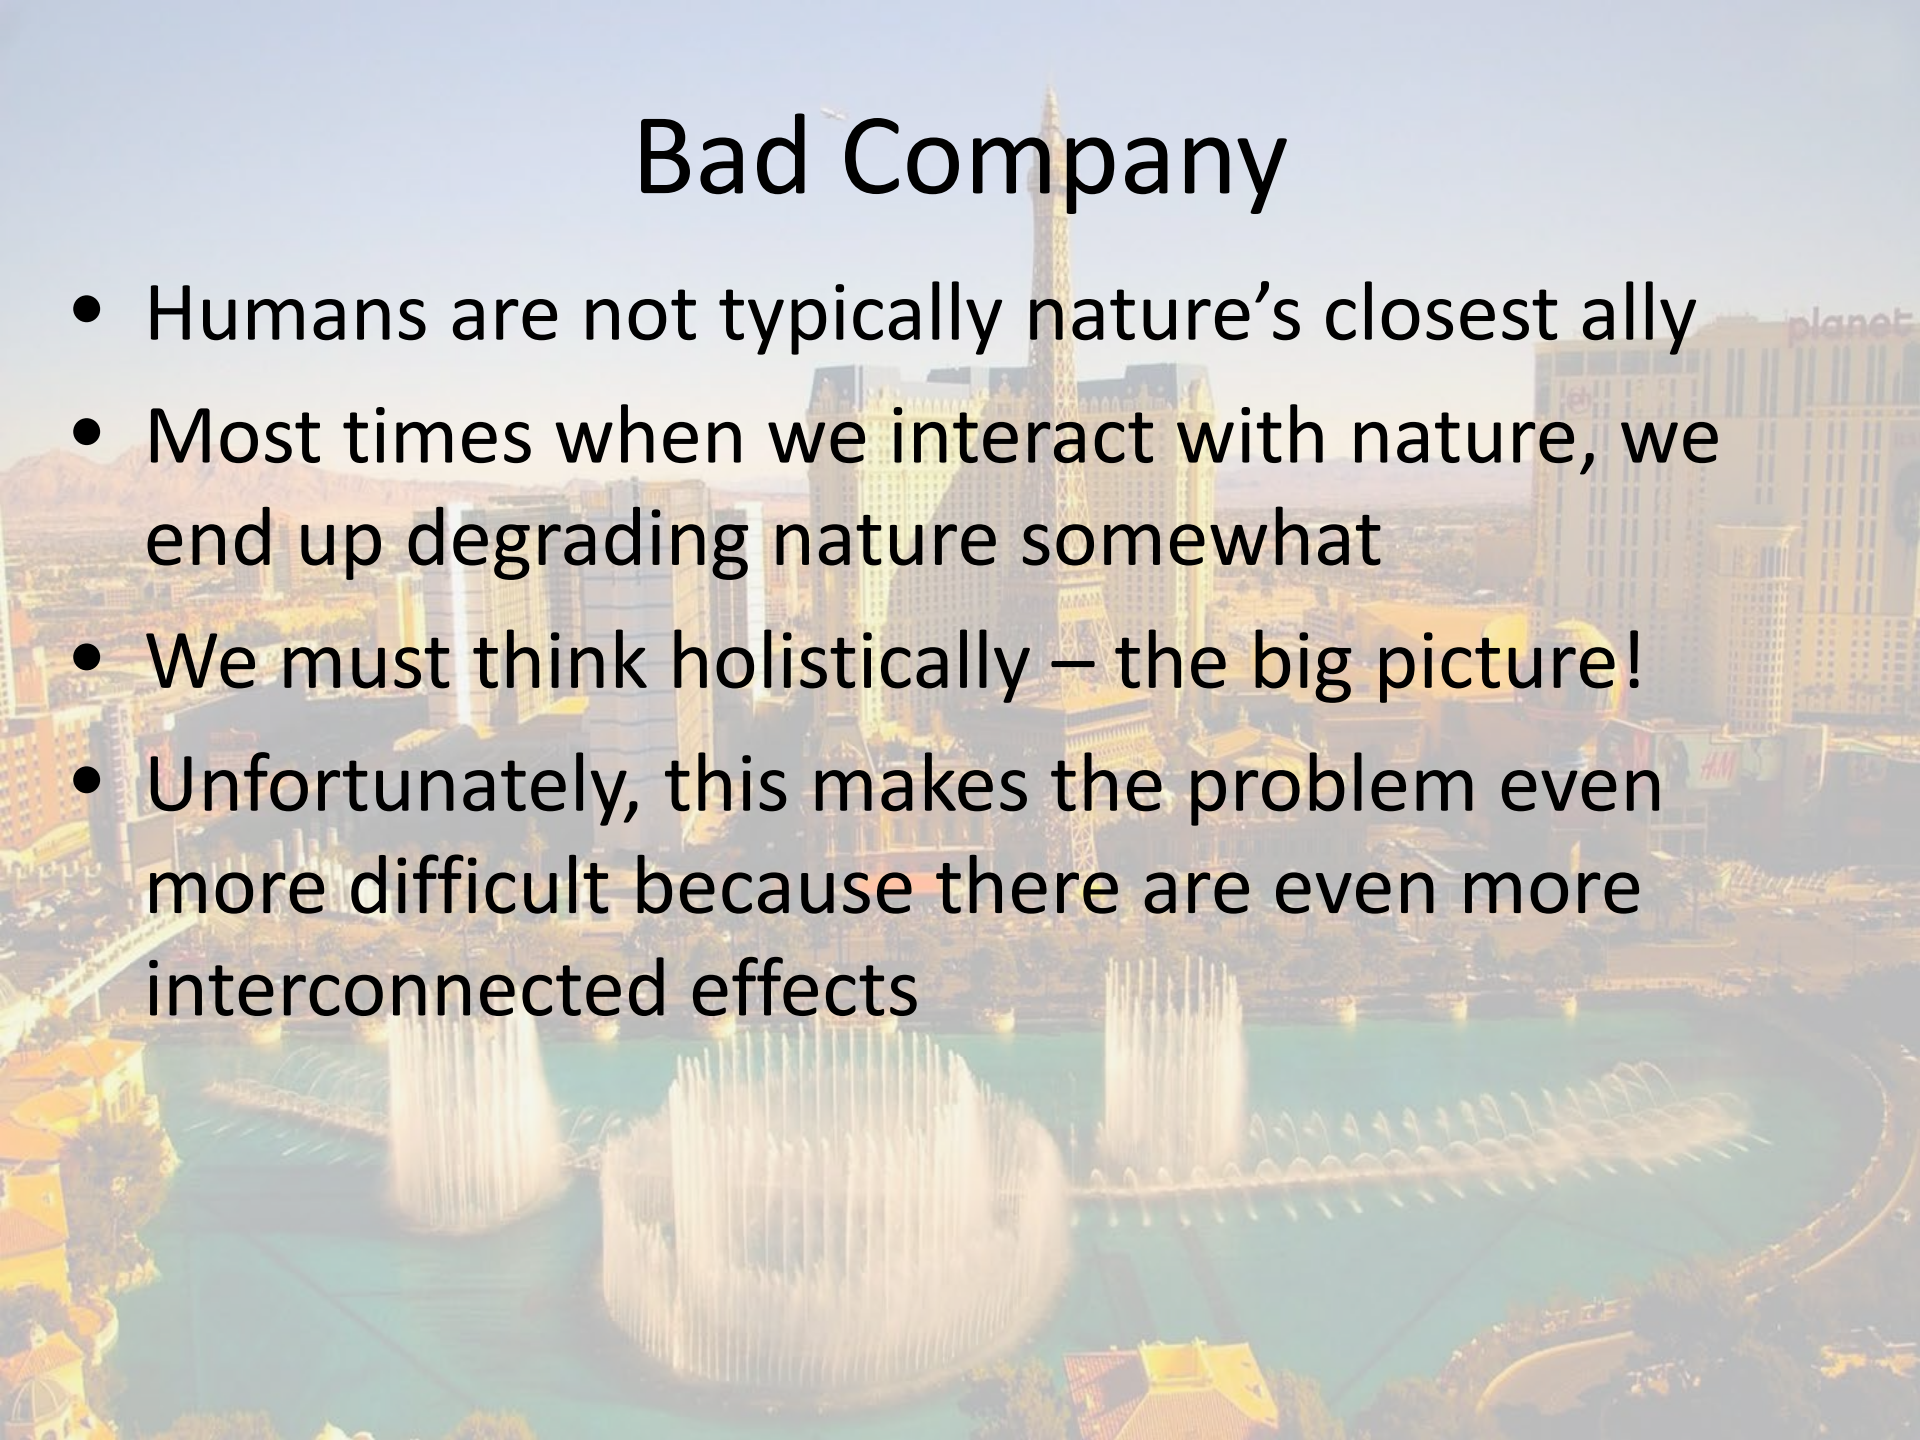 Bad Company
• Humans are not typically nature’s closest ally
• Most times when we interact with nature, we
end up degrading nature somewhat
• We must think holistically – the big picture!
• Unfortunately, this makes the problem even
more difficult because there are even more
interconnected effects
planet
H&M